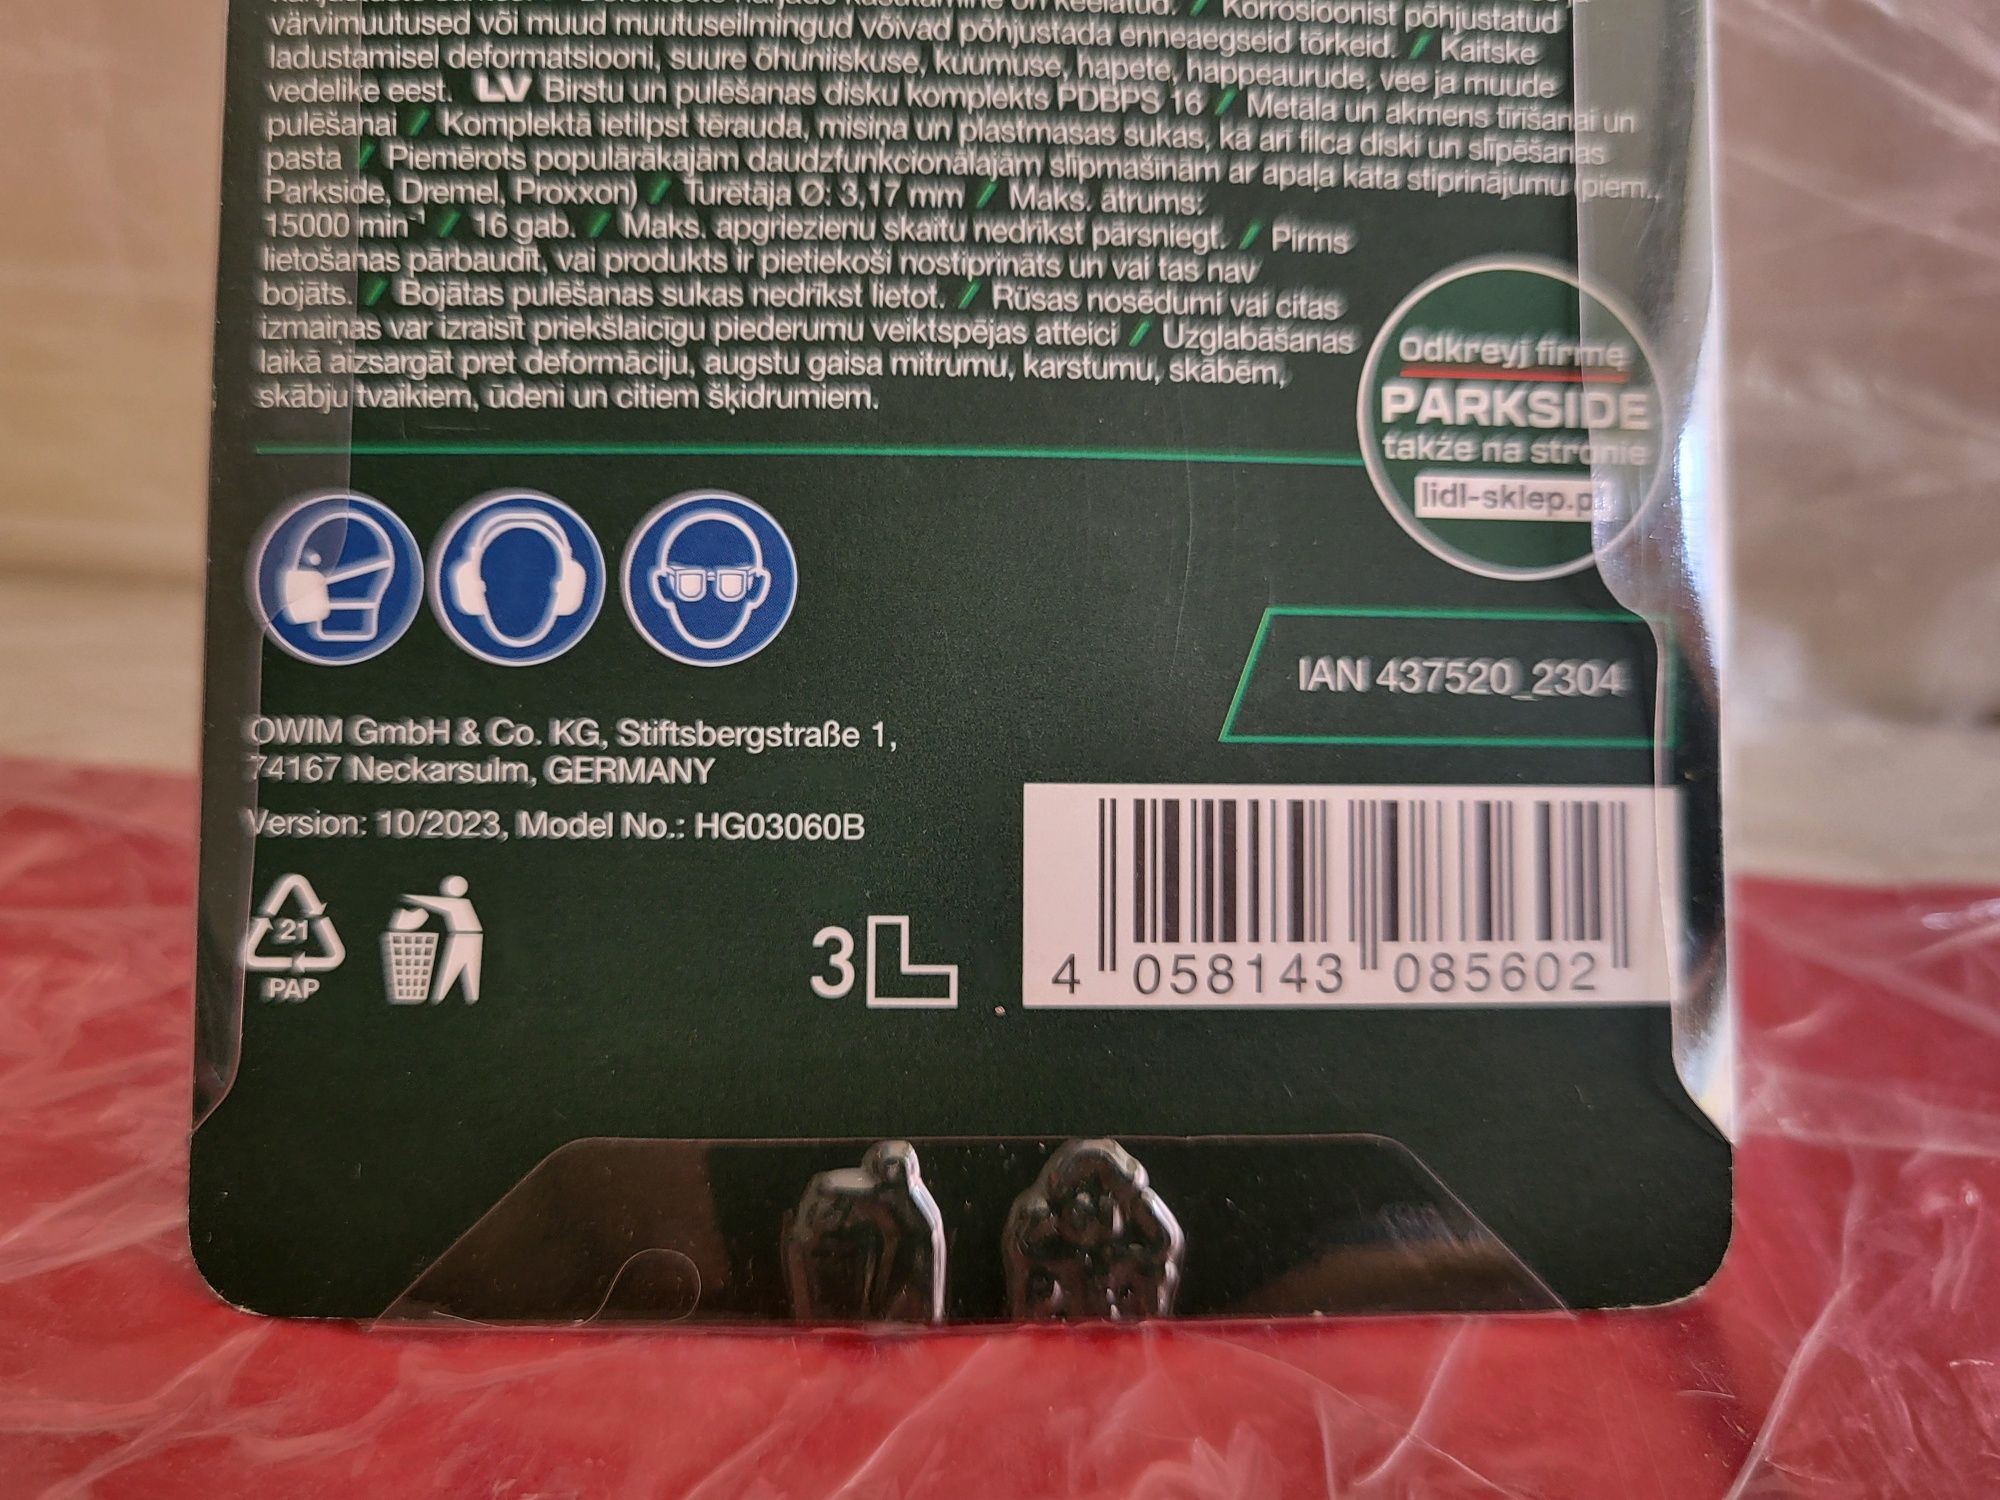 värvimuutused või muud muutuseilmingud võivad põhjustada enneaegseid tõrkeid. / Korrosioonist põhjustatud
ladustamisel deformatsiooni, suure õhuniiskuse, kuumuse, hapete, happeaurude, vee ja muude / Kaitske
vedelike eest. LV Birstu un pulēšanas disku komplekts PDBPS 16 / Metāla un akmens tīrīšanai un
pulēšanai / Komplektā ietilpst tērauda, misiņa un plastmasas sukas, kā arī filca diski un slīpēšanas
pasta / Piemērots populārākajām daudzfunkcionālajām slīpmašīnām ar apaļa kāta stiprinājumu (piem.,
Parkside, Dremel, Proxxon) / Turētāja Ø: 3,17 mm / Maks. ātrums:
15000 min⁻¹ / 16 gab. / Maks. apgriezienu skaitu nedrīkst pārsniegt. / Pirms
lietošanas pārbaudīt, vai produkts ir pietiekoši nostiprināts un vai tas nav
bojāts. / Bojātas pulēšanas sukas nedrīkst lietot. / Rūsas nosēdumi vai citas
izmaiņas var izraisīt priekšlaicīgu piederumu veiktspējas atteici / Uzglabāšanas
laikā aizsargāt pret deformāciju, augstu gaisa mitrumu, karstumu, skābēm,
skābju tvaikiem, ūdeni un citiem šķidrumiem.
Odkreyj firmę
PARKSIDE
także na stronie
lidl-sklep.pl
IAN 437520_2304
OWIM GmbH & Co. KG, Stiftsbergstraße 1,
74167 Neckarsulm, GERMANY
Version: 10/2023, Model No.: HG03060B
21
PAP
3L
4 058143 085602